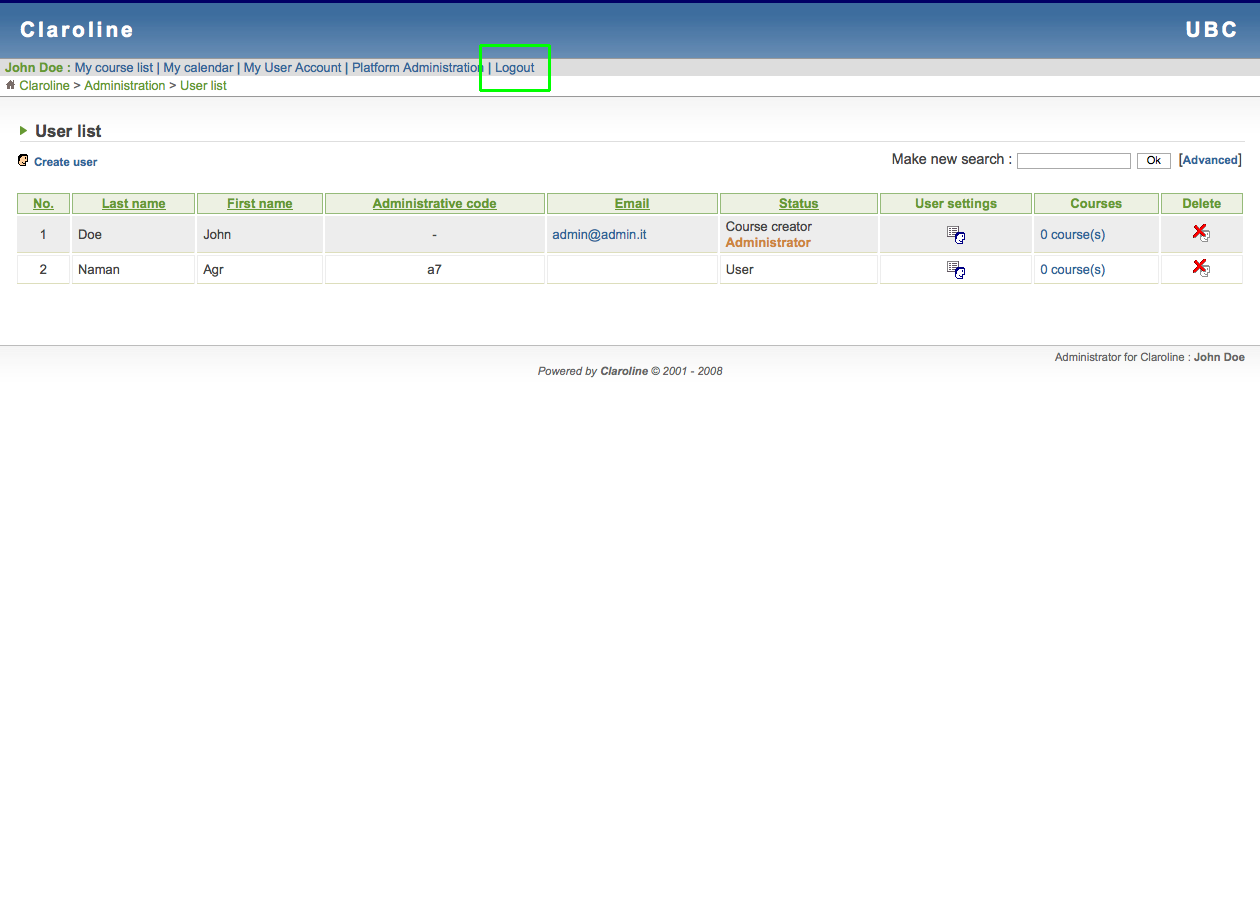 Claroline UBC
John Doe : My course list | My calendar | My User Account | Platform Administration | Logout
Claroline > Administration > User list
User list
Create user Make new search : Ok [Advanced]
No. Last name First name Administrative code Email Status User settings Courses Delete
1 Doe John - admin@admin.it Course creator Administrator 0 course(s)
2 Naman Agr a7 User 0 course(s)
Administrator for Claroline : John Doe
Powered by Claroline © 2001 - 2008